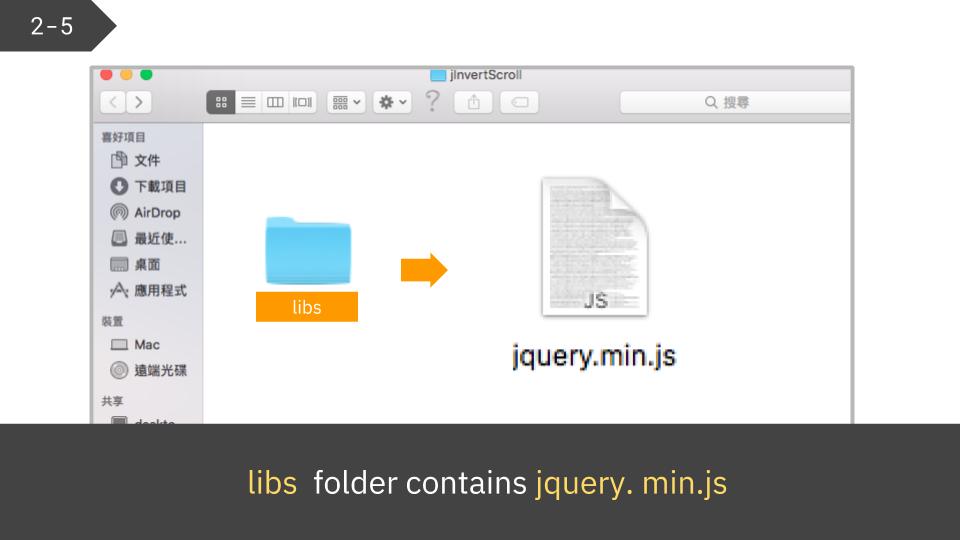 2-5
jInvertScroll
搜尋
喜好項目
文件
下載項目
AirDrop
最近使...
桌面
應用程式
裝置
Mac
遠端光碟
共享
libs
JS
jquery.min.js
libs folder contains jquery. min.js